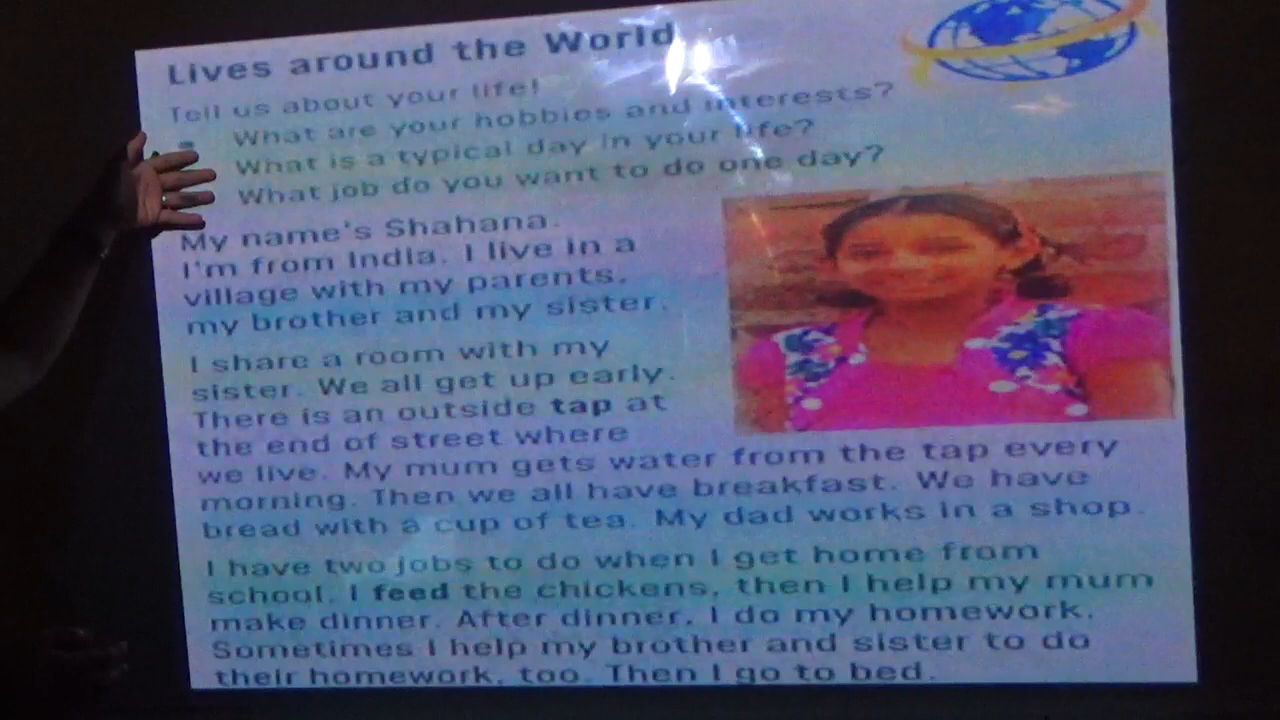 Lives around the World
Tell us about your life!
What are your hobbies and interests?
What is a typical day in your life?
What job do you want to do one day?
My name's Shahana.
I'm from India. I live in a
village with my parents,
my brother and my sister.
I share a room with my
sister. We all get up early.
There is an outside tap at
the end of street where
we live. My mum gets water from the tap every
morning. Then we all have breakfast. We have
bread with a cup of tea. My dad works in a shop.
I have two jobs to do when I get home from
school. I feed the chickens, then I help my mum
make dinner. After dinner, I do my homework.
Sometimes I help my brother and sister to do
their homework, too. Then I go to bed.